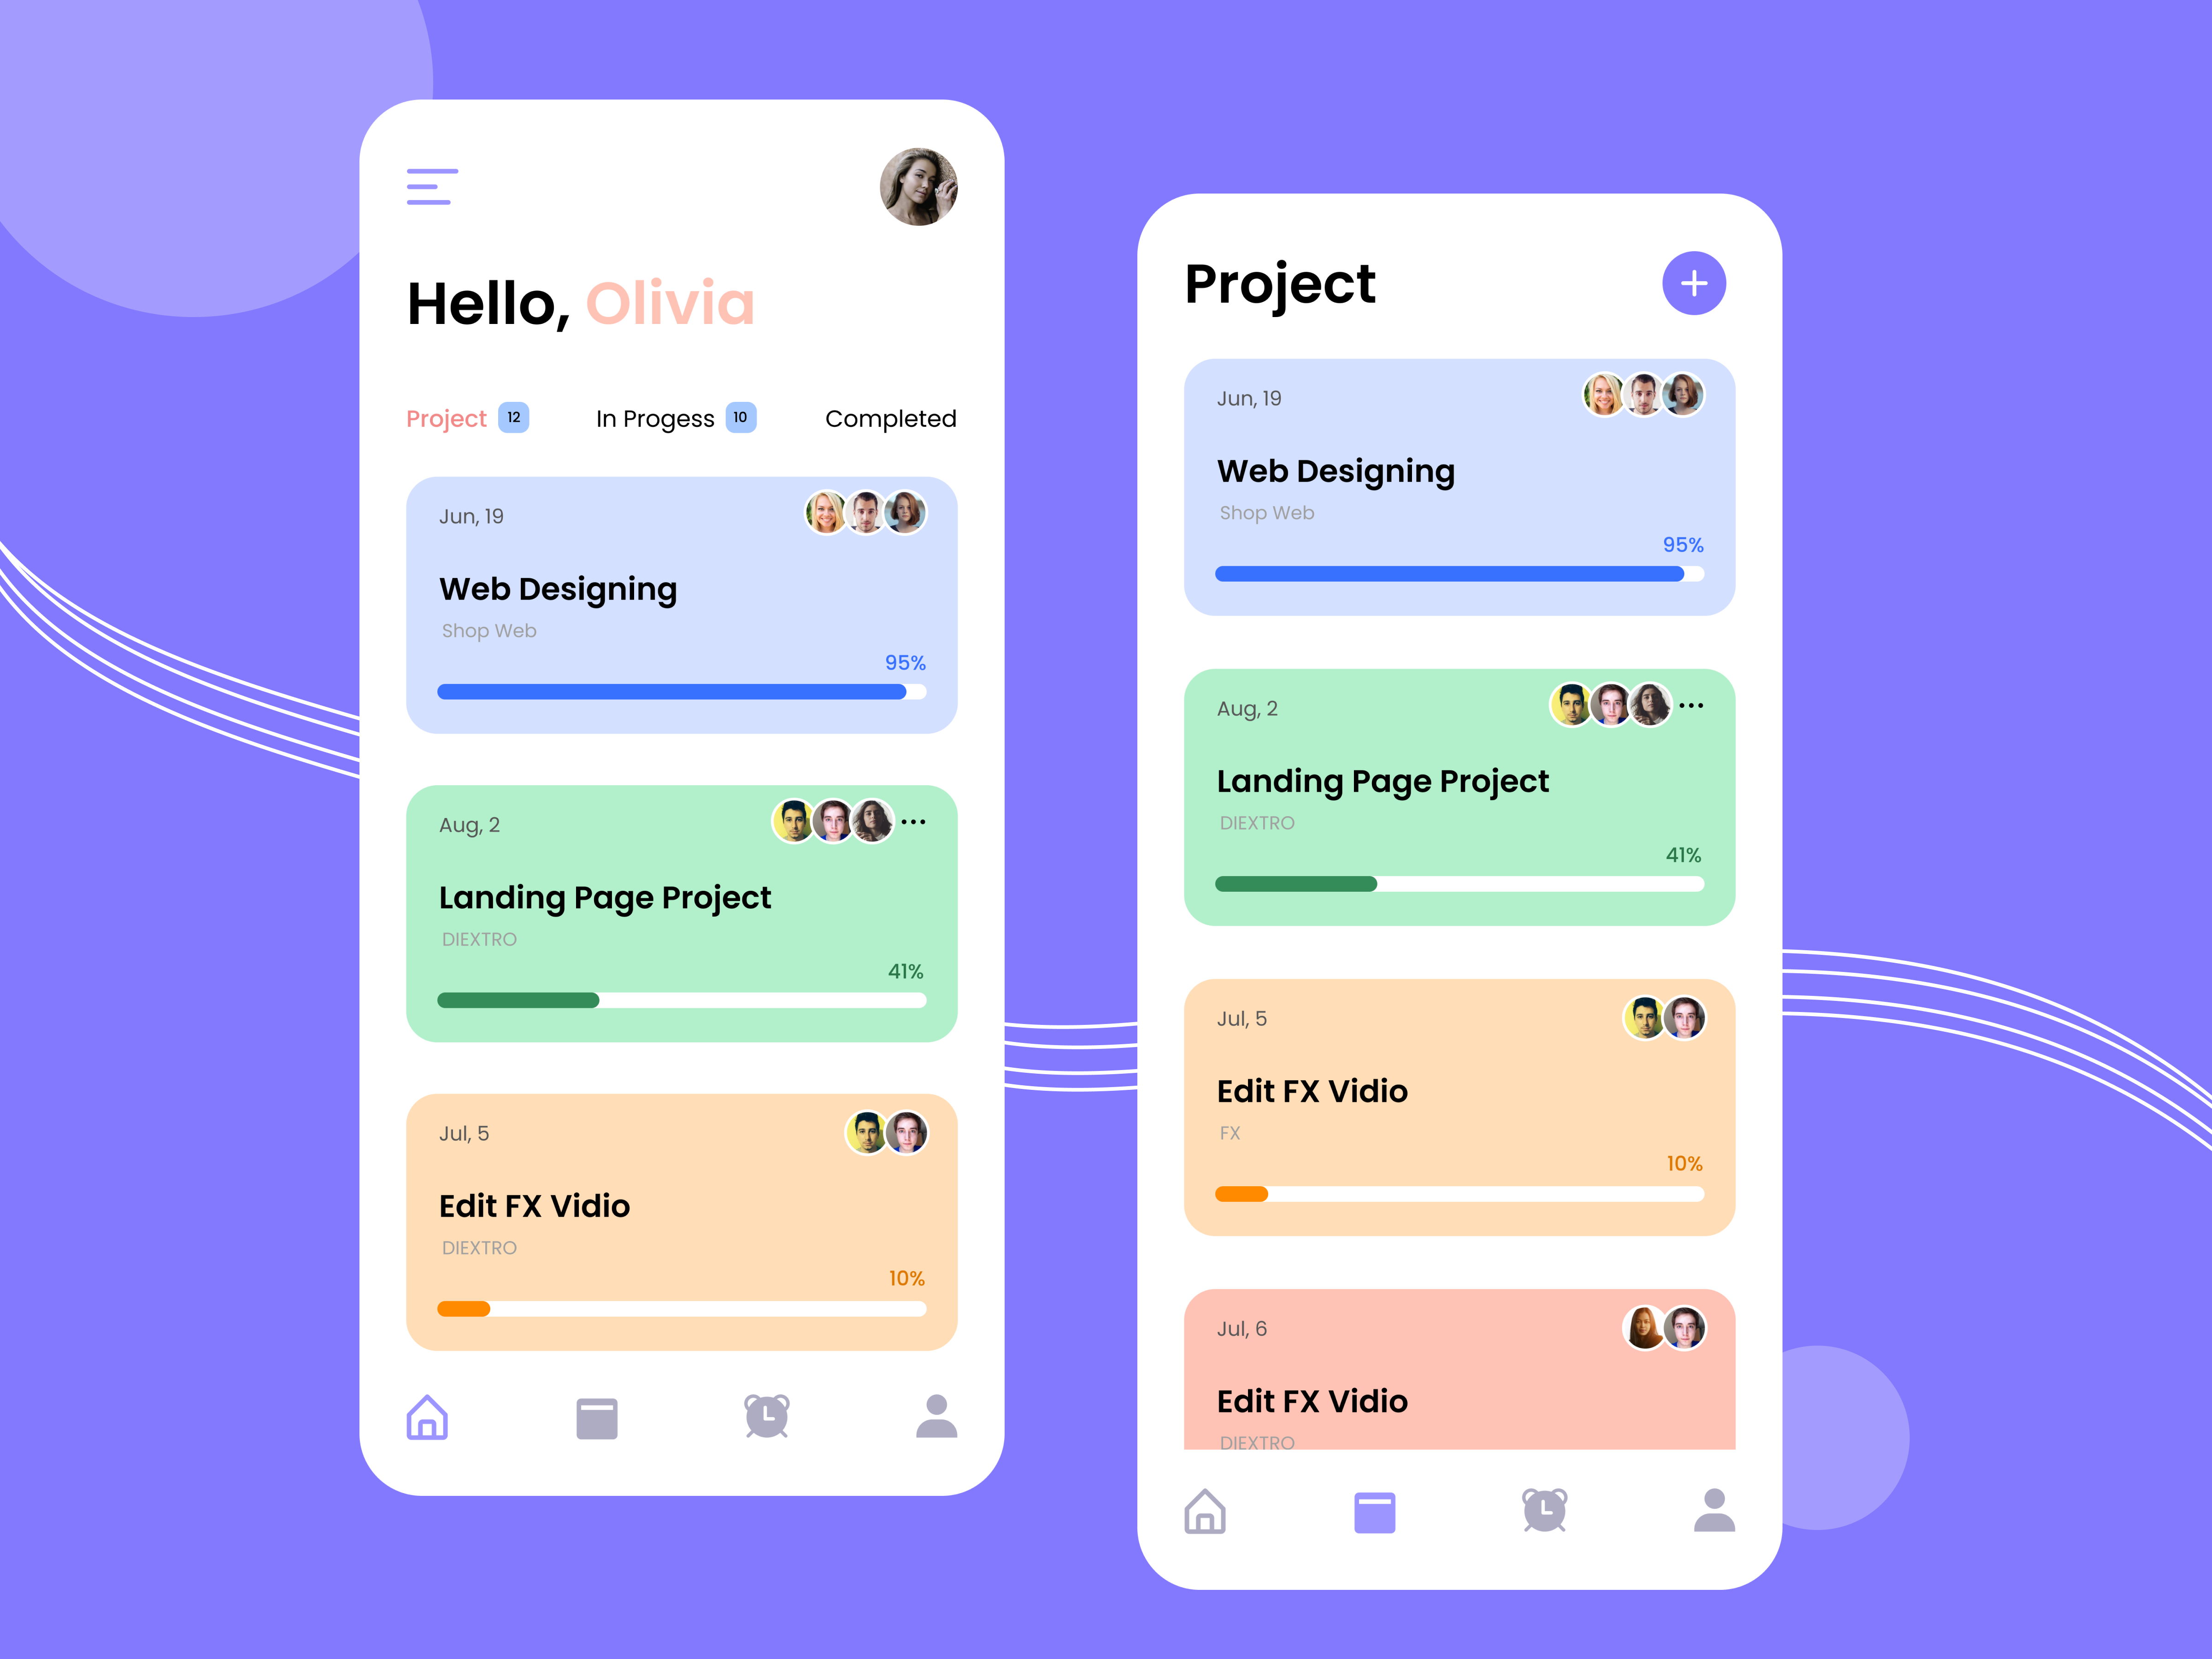 Hello, Olivia
Project 12 In Progess 10 Completed
Jun, 19
Web Designing
Shop Web
95%
Aug, 2
Landing Page Project
DIEXTRO
41%
Jul, 5
Edit FX Vidio
DIEXTRO
10%
Project
Jun, 19
Web Designing
Shop Web
95%
Aug, 2
Landing Page Project
DIEXTRO
41%
Jul, 5
Edit FX Vidio
FX
10%
Jul, 6
Edit FX Vidio
DIEXTRO